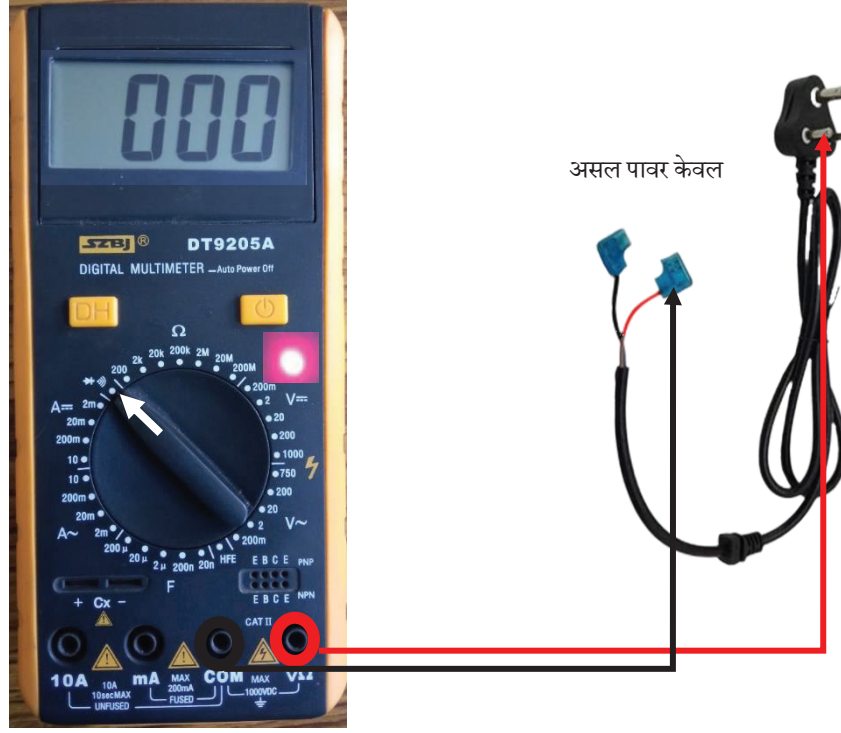 000
असल पावर केवल
SZBJ ® DT9205A
DIGITAL MULTIMETER – Auto Power Off
DH
Ω
200 2k 20k 200k 2M 20M 200M
A⎓ 2m 20m 200m 10
200m 2 20 200 1000 V⎓
10 200m 20m 2m A~
750 200 20 2 200m V~
200μ 20μ 2μ 200n 20n HFE
F
E B C E PNP
E B C E NPN
+ Cx −
CAT II
10A mA COM VΩ
10A
10secMAX
UNFUSED
MAX
200mA
FUSED
MAX
1000VDC